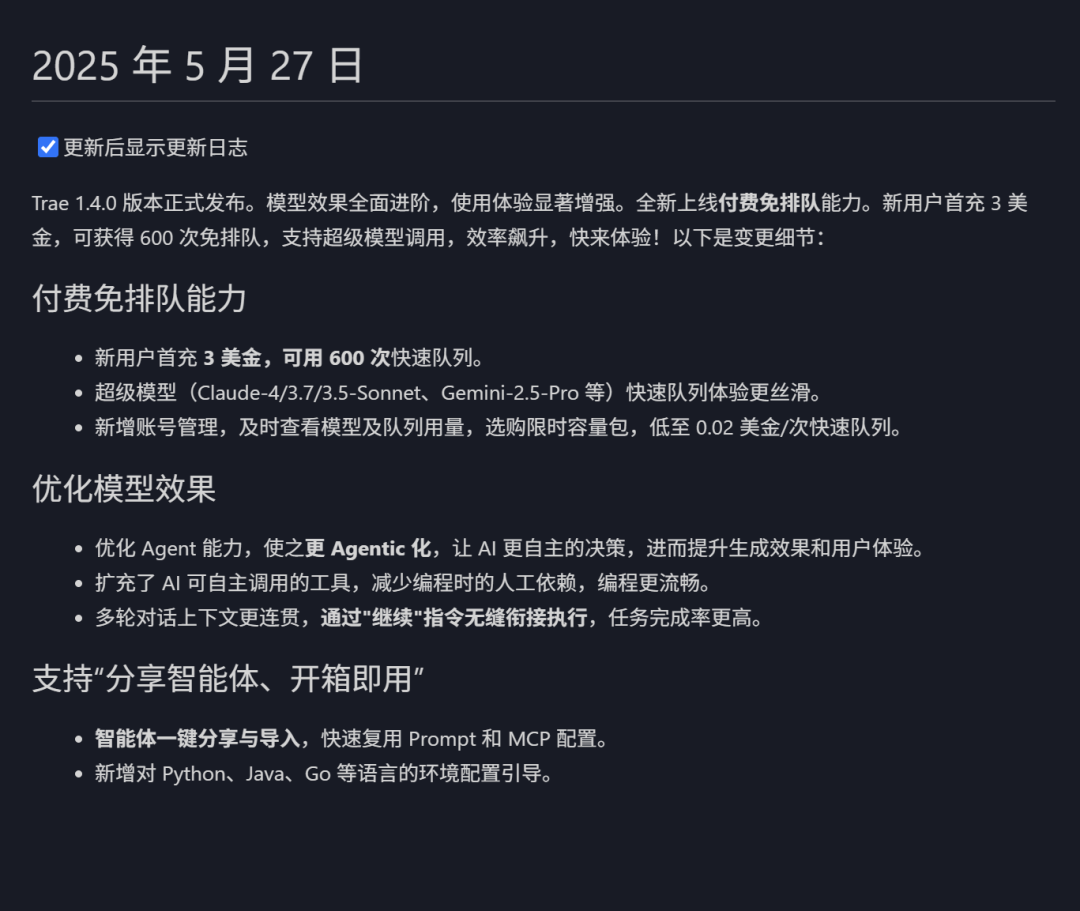 2025 年 5 月 27 日
更新后显示更新日志
Trae 1.4.0 版本正式发布。模型效果全面进阶，使用体验显著增强。全新上线付费免排队能力。新用户首充 3 美
金，可获得 600 次免排队，支持超级模型调用，效率飙升，快来体验！以下是变更细节：
付费免排队能力
• 新用户首充 3 美金，可用 600 次快速队列。
• 超级模型（Claude-4/3.7/3.5-Sonnet、Gemini-2.5-Pro 等）快速队列体验更丝滑。
• 新增账号管理，及时查看模型及队列用量，选购限时容量包，低至 0.02 美金/次快速队列。
优化模型效果
• 优化 Agent 能力，使之更 Agentic 化，让 AI 更自主的决策，进而提升生成效果和用户体验。
• 扩充了 AI 可自主调用的工具，减少编程时的人工依赖，编程更流畅。
• 多轮对话上下文更连贯，通过"继续"指令无缝衔接执行，任务完成率更高。
支持“分享智能体、开箱即用”
• 智能体一键分享与导入，快速复用 Prompt 和 MCP 配置。
• 新增对 Python、Java、Go 等语言的环境配置引导。